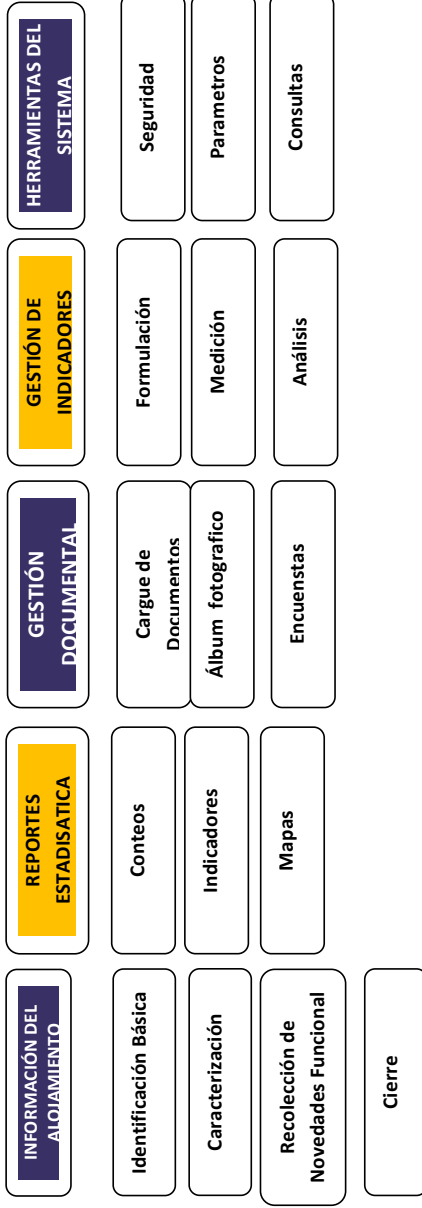 INFORMACIÓN DEL
ALOJAMIENTO
Identificación Básica
Caracterización
Recolección de
Novedades Funcional
Cierre
REPORTES
ESTADISATICA
Conteos
Indicadores
Mapas
GESTIÓN
DOCUMENTAL
Cargue de
Documentos
Álbum fotografico
Encuenstas
GESTIÓN DE
INDICADORES
Formulación
Medición
Análisis
HERRAMIENTAS DEL
SISTEMA
Seguridad
Parametros
Consultas